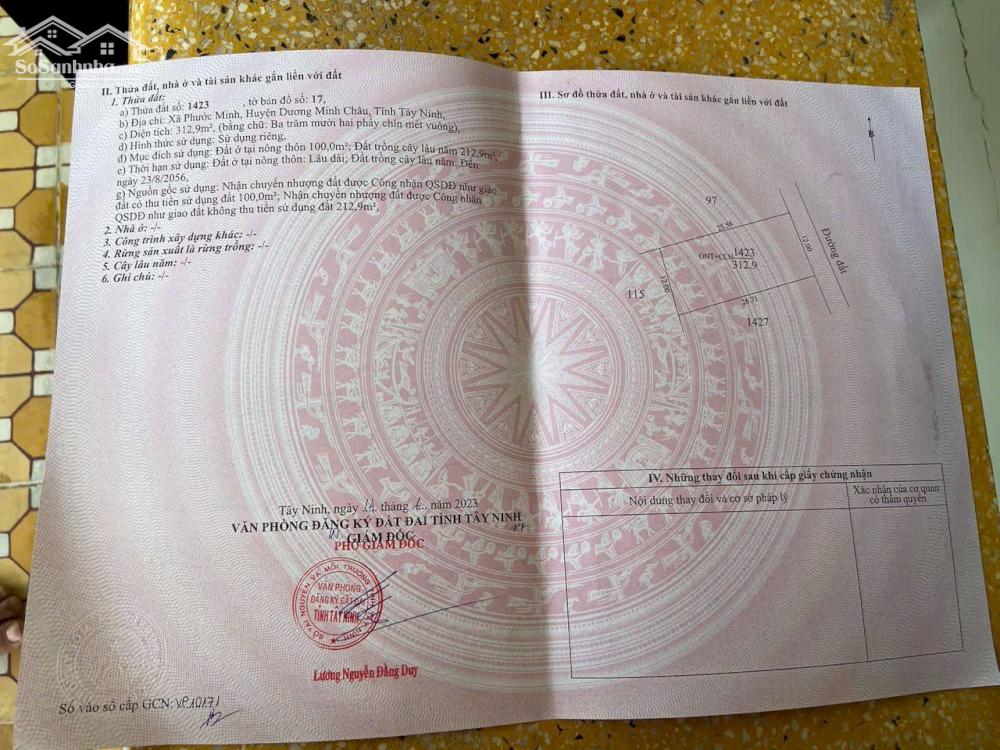 SoSanhnha
II. Thửa đất, nhà ở và tài sản khác gắn liền với đất
1. Thửa đất:
a) Thửa đất số: 1423 , tờ bản đồ số: 17,
b) Địa chỉ: Xã Phước Minh, Huyện Dương Minh Châu, Tỉnh Tây Ninh,
c) Diện tích: 312,9m², (bằng chữ: Ba trăm mười hai phẩy chín mét vuông),
d) Hình thức sử dụng: Sử dụng riêng,
đ) Mục đích sử dụng: Đất ở tại nông thôn 100,0m²; Đất trồng cây lâu năm 212,9m²,
e) Thời hạn sử dụng: Đất ở tại nông thôn: Lâu dài; Đất trồng cây lâu năm: Đến
ngày 23/8/2056,
g) Nguồn gốc sử dụng: Nhận chuyển nhượng đất được Công nhận QSDĐ như giao
đất có thu tiền sử dụng đất 100,0m²; Nhận chuyển nhượng đất được Công nhận
QSDĐ như giao đất không thu tiền sử dụng đất 212,9m²,
2. Nhà ở: -/-
3. Công trình xây dựng khác: -/-
4. Rừng sản xuất là rừng trồng: -/-
5. Cây lâu năm: -/-
6. Ghi chú: -/-
Tây Ninh, ngày tháng năm 2023
VĂN PHÒNG ĐĂNG KÝ ĐẤT ĐAI TỈNH TÂY NINH
GIÁM ĐỐC
PHÓ GIÁM ĐỐC
SỞ TÀI NGUYÊN VÀ MÔI TRƯỜNG TỈNH TÂY NINH
VĂN PHÒNG
ĐĂNG KÝ ĐẤT ĐAI
TỈNH TÂY NINH
Lương Nguyễn Đằng Duy
Số vào sổ cấp GCN:
III. Sơ đồ thửa đất, nhà ở và tài sản khác gắn liền với đất
B
97
25.56
12.00
Đường đất
ONT+CLN 1423
312.9
115
12.00
26.71
1427
IV. Những thay đổi sau khi cấp giấy chứng nhận
Nội dung thay đổi và cơ sở pháp lý
Xác nhận của cơ quan
có thẩm quyền